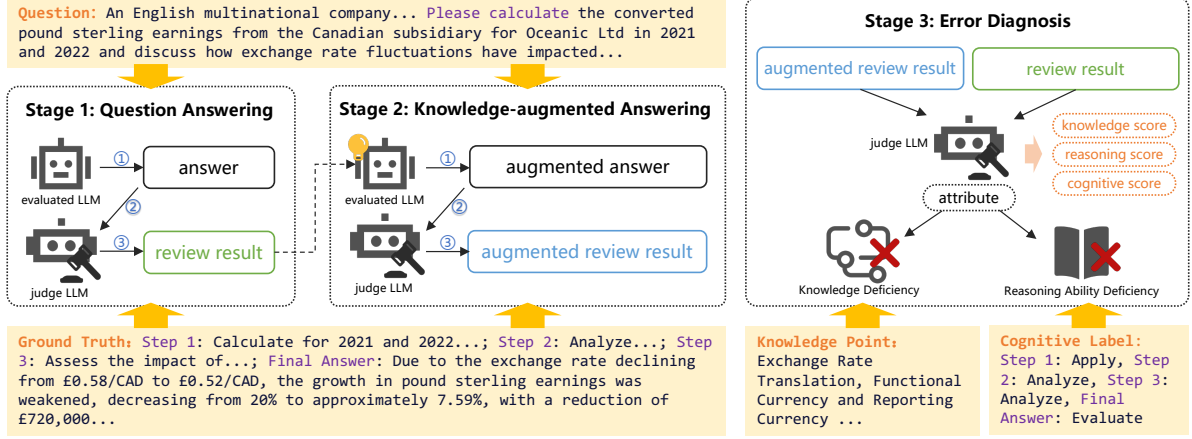 Question: An English multinational company... Please calculate the converted
pound sterling earnings from the Canadian subsidiary for Oceanic Ltd in 2021
and 2022 and discuss how exchange rate fluctuations have impacted...
Stage 1: Question Answering
①
answer
evaluated LLM
②
③
review result
judge LLM
Stage 2: Knowledge-augmented Answering
①
augmented answer
evaluated LLM
②
③
augmented review result
judge LLM
Ground Truth: Step 1: Calculate for 2021 and 2022...; Step 2: Analyze...; Step
3: Assess the impact of...; Final Answer: Due to the exchange rate declining
from £0.58/CAD to £0.52/CAD, the growth in pound sterling earnings was
weakened, decreasing from 20% to approximately 7.59%, with a reduction of
£720,000...
Stage 3: Error Diagnosis
augmented review result
review result
judge LLM
knowledge score
reasoning score
cognitive score
attribute
Knowledge Deficiency
Reasoning Ability Deficiency
Knowledge Point:
Exchange Rate
Translation, Functional
Currency and Reporting
Currency ...
Cognitive Label:
Step 1: Apply, Step
2: Analyze, Step 3:
Analyze, Final
Answer: Evaluate